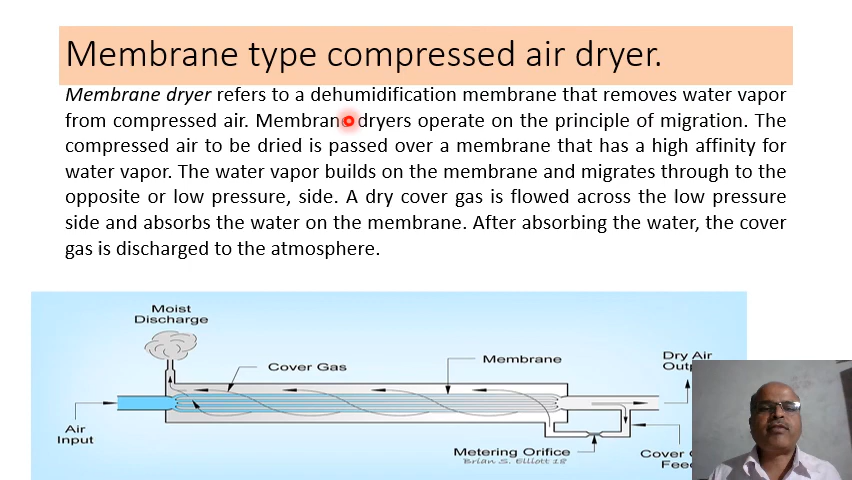 Membrane type compressed air dryer.
Membrane dryer refers to a dehumidification membrane that removes water vapor
from compressed air. Membrane dryers operate on the principle of migration. The
compressed air to be dried is passed over a membrane that has a high affinity for
water vapor. The water vapor builds on the membrane and migrates through to the
opposite or low pressure, side. A dry cover gas is flowed across the low pressure
side and absorbs the water on the membrane. After absorbing the water, the cover
gas is discharged to the atmosphere.
Moist
Discharge
Cover Gas
Membrane
Dry Air
Air
Input
Metering Orifice
Brian S. Elliott 18
Cover